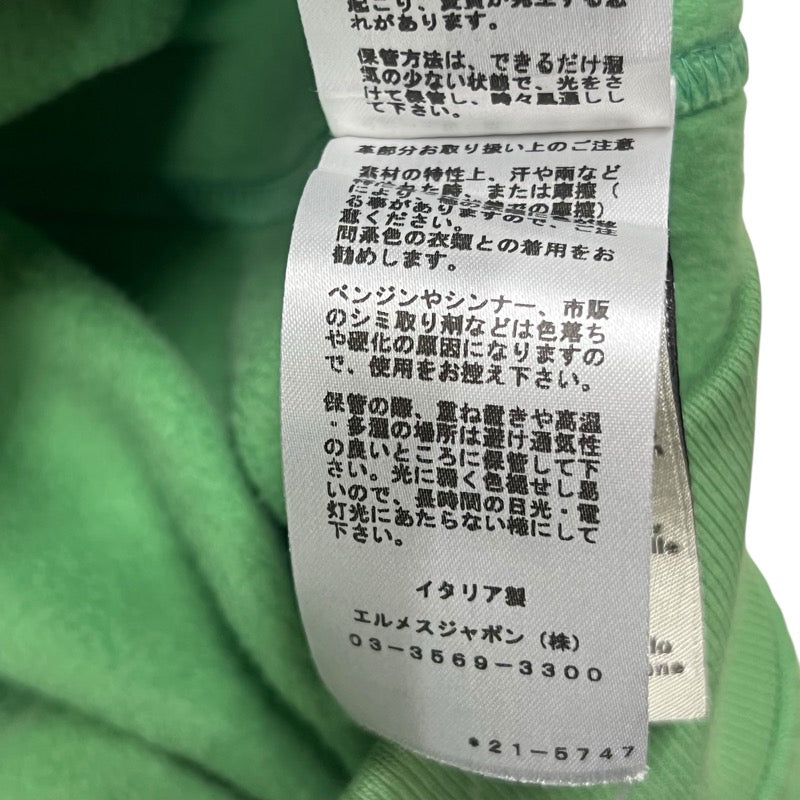 れがあります。
保管方法は、できるだけ湿
気の少ない状態で、光をさ
けて保管し、時々風通しし
て下さい。
革部分お取り扱い上のご注意
素材の特性上、汗や雨など
意ください。
同系色の衣類との着用をお
勧めします。
ベンジンやシンナー、市販
のシミ取り剤などは色落ち
や硬化の原因になりますの
で、使用をお控え下さい。
保管の際、重ね置きや高温
・多湿の場所は避け通気性
の良いところに保管して下
さい。光に弱く色褪せし易
いので、長時間の日光・電
灯光にあたらない様にして
下さい。
イタリア製
エルメスジャポン(株)
03-3569-3300
*21-5747